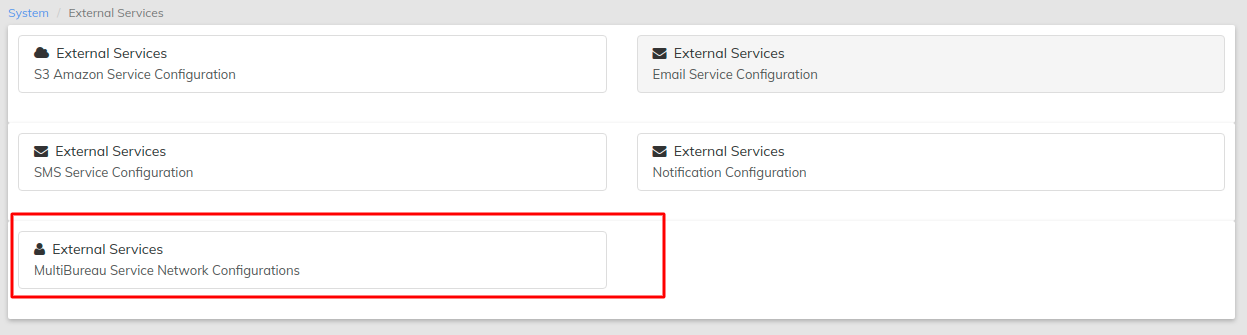 System / External Services
External Services
S3 Amazon Service Configuration
External Services
Email Service Configuration
External Services
SMS Service Configuration
External Services
Notification Configuration
External Services
MultiBureau Service Network Configurations